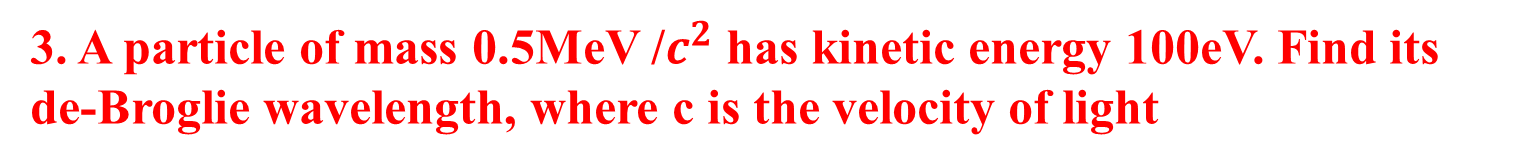 3. A particle of mass 0.5MeV /c² has kinetic energy 100eV. Find its
de-Broglie wavelength, where c is the velocity of light